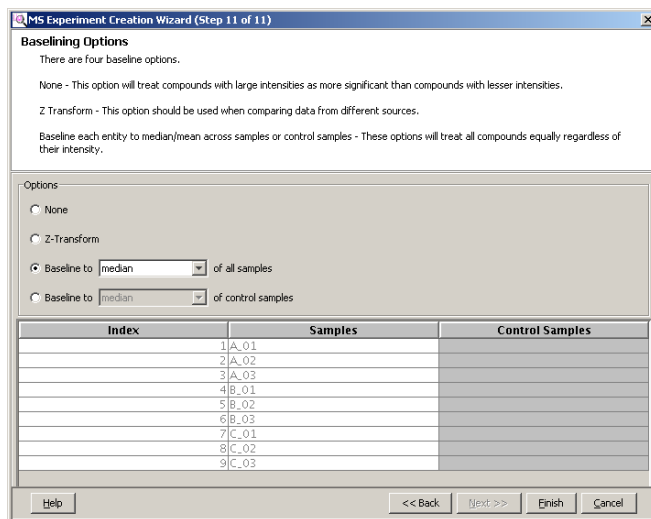 MS Experiment Creation Wizard (Step 11 of 11)
Baselining Options
There are four baseline options.
None - This option will treat compounds with large intensities as more significant than compounds with lesser intensities.
Z Transform - This option should be used when comparing data from different sources.
Baseline each entity to median/mean across samples or control samples - These options will treat all compounds equally regardless of
their intensity.
Options
None
Z-Transform
Baseline to median of all samples
Baseline to median of control samples
Index Samples Control Samples
1 A_01
2 A_02
3 A_03
4 B_01
5 B_02
6 B_03
7 C_01
8 C_02
9 C_03
Help << Back Next >> Finish Cancel